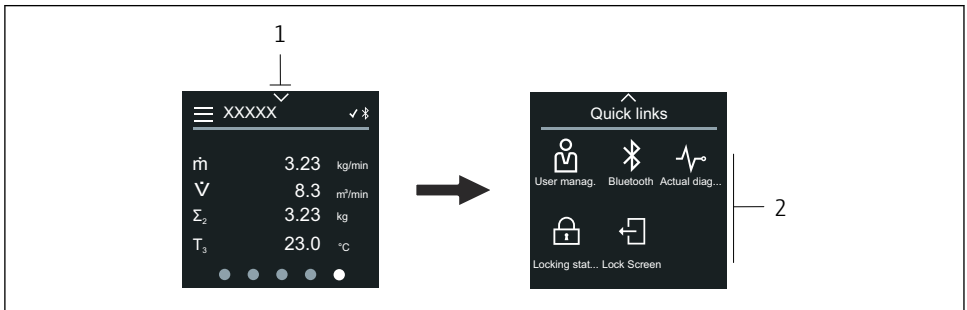 1
XXXXX
ṁ 3.23 kg/min
V̇ 8.3 m³/min
Σ₂ 3.23 kg
T₃ 23.0 °C
Quick links
User manag. Bluetooth Actual diag...
Locking stat... Lock Screen
2